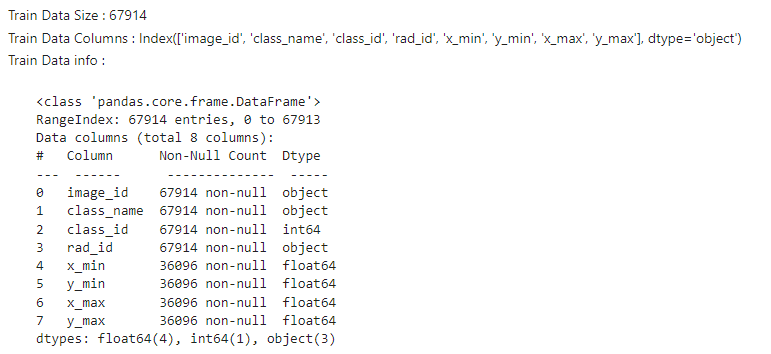 Train Data Size : 67914
Train Data Columns : Index(['image_id', 'class_name', 'class_id', 'rad_id', 'x_min', 'y_min', 'x_max', 'y_max'], dtype='object')
Train Data info :
<class 'pandas.core.frame.DataFrame'>
RangeIndex: 67914 entries, 0 to 67913
Data columns (total 8 columns):
#   Column      Non-Null Count  Dtype
---  ------      --------------  -----
0   image_id    67914 non-null  object
1   class_name  67914 non-null  object
2   class_id    67914 non-null  int64
3   rad_id      67914 non-null  object
4   x_min       36096 non-null  float64
5   y_min       36096 non-null  float64
6   x_max       36096 non-null  float64
7   y_max       36096 non-null  float64
dtypes: float64(4), int64(1), object(3)